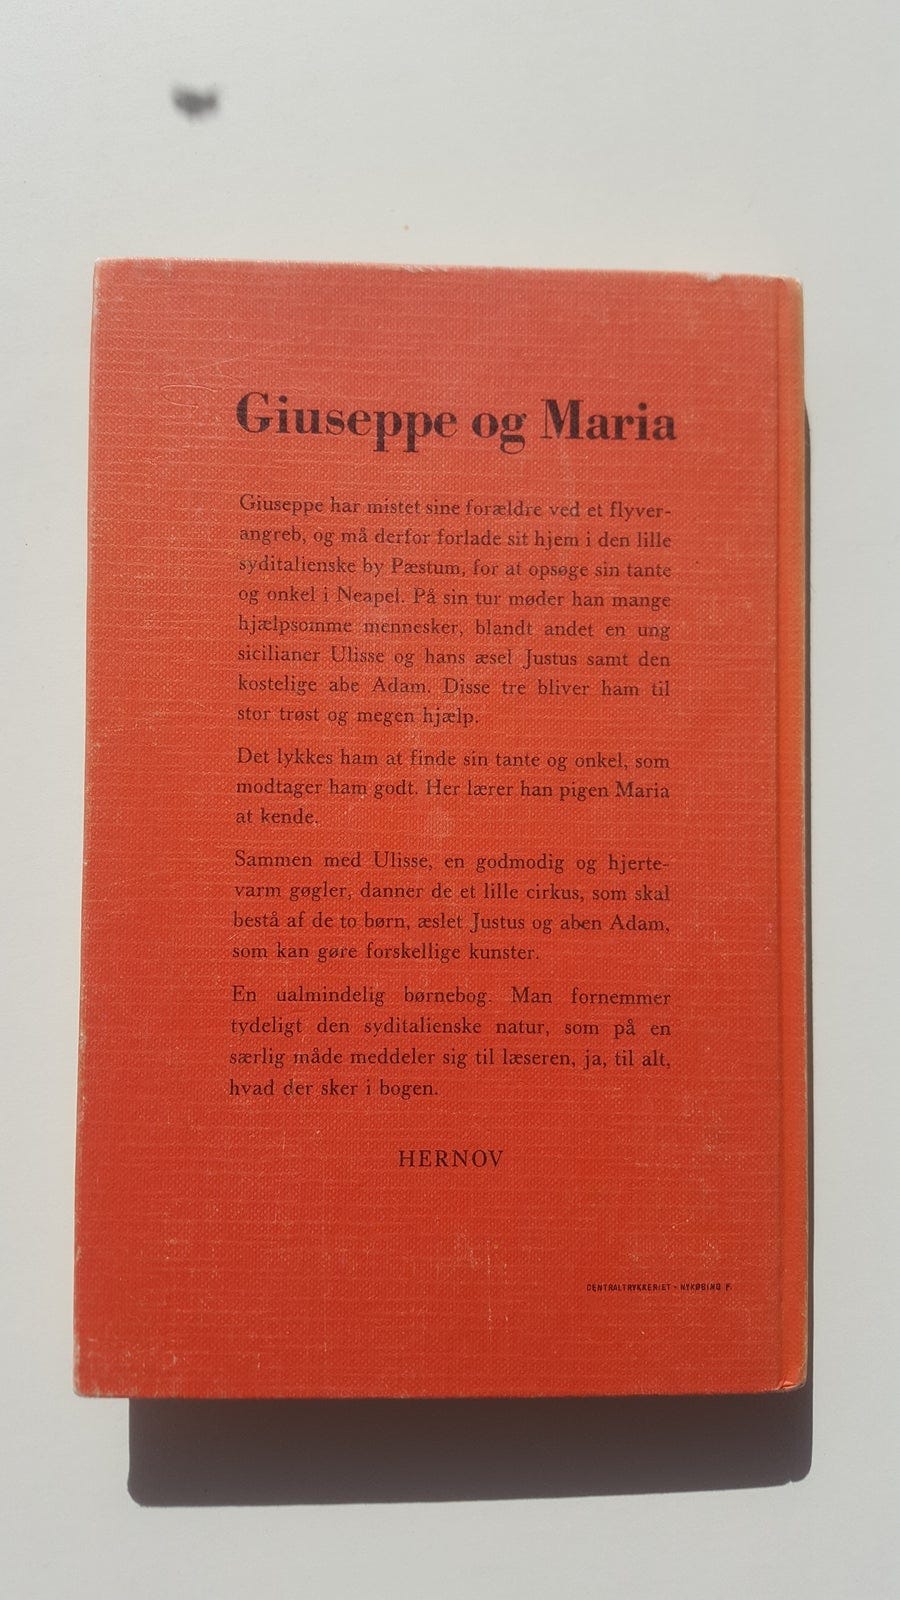 Giuseppe og Maria
Giuseppe har mistet sine forældre ved et flyver-
angreb, og må derfor forlade sit hjem i den lille
syditalienske by Pæstum, for at opsøge sin tante
og onkel i Neapel. På sin tur møder han mange
hjælpsomme mennesker, blandt andet en ung
sicilianer Ulisse og hans æsel Justus samt den
kostelige abe Adam. Disse tre bliver ham til
stor trøst og megen hjælp.
Det lykkes ham at finde sin tante og onkel, som
modtager ham godt. Her lærer han pigen Maria
at kende.
Sammen med Ulisse, en godmodig og hjerte-
varm gøgler, danner de et lille cirkus, som skal
bestå af de to børn, æslet Justus og aben Adam,
som kan gøre forskellige kunster.
En ualmindelig børnebog. Man fornemmer
tydeligt den syditalienske natur, som på en
særlig måde meddeler sig til læseren, ja, til alt,
hvad der sker i bogen.
HERNOV
CENTRALTRYKKERIET - NYKØBING F.